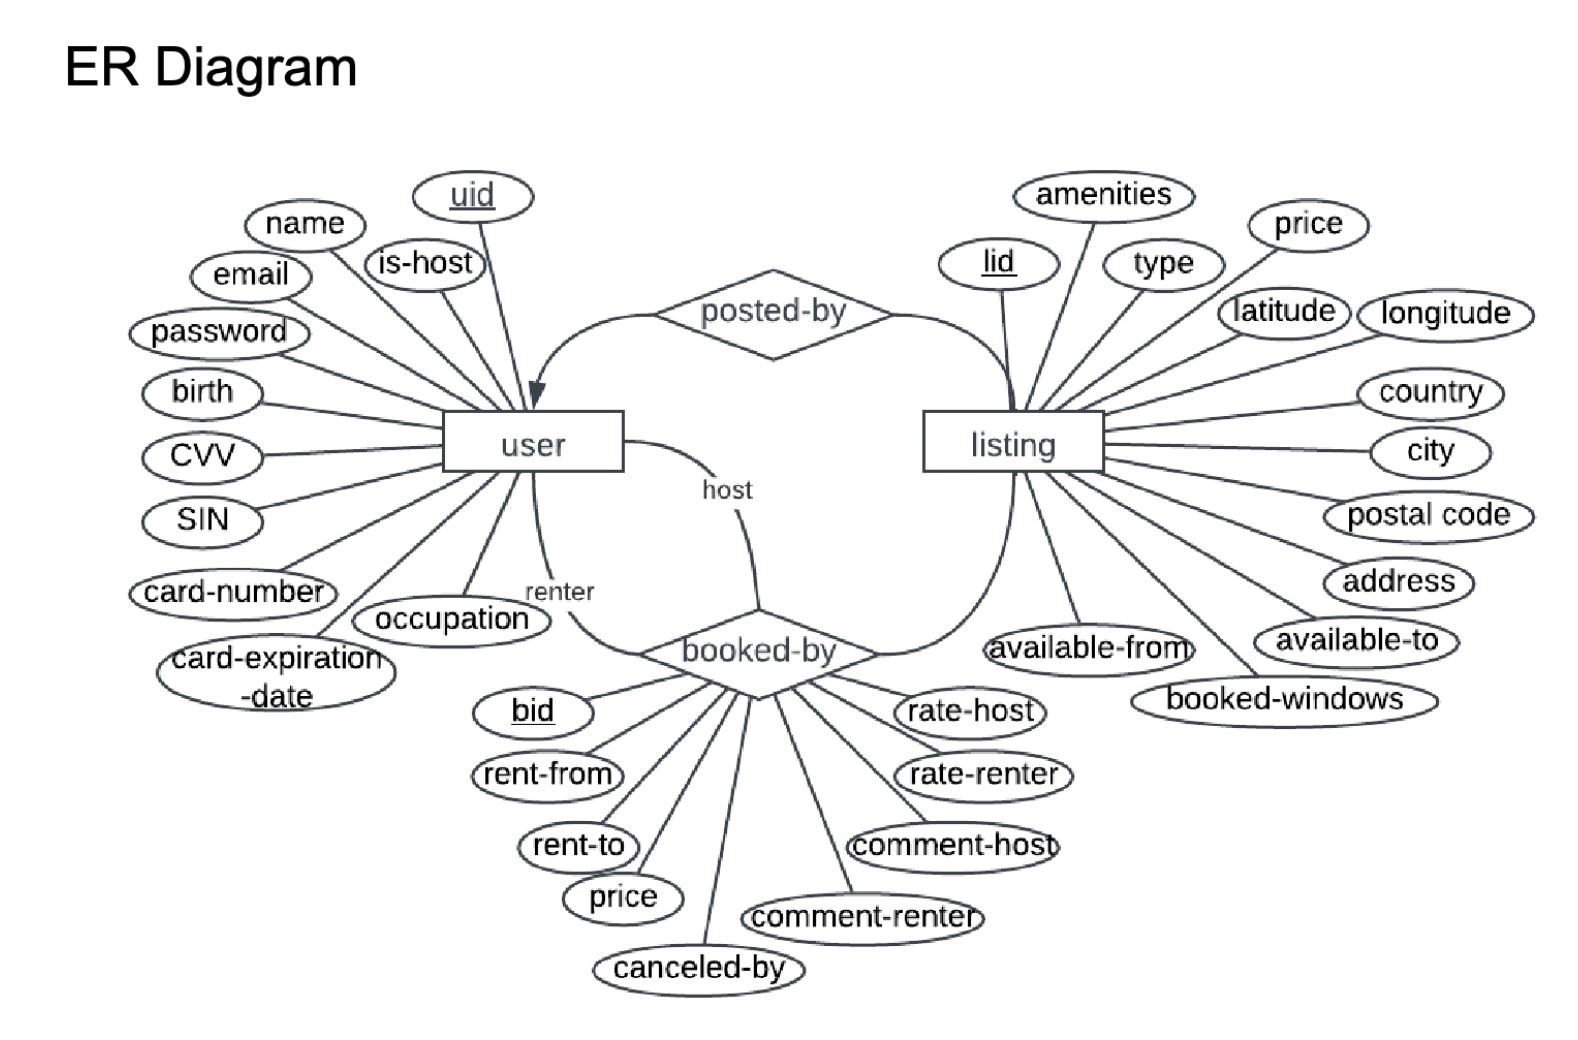 ER Diagram
uid
name
is-host
email
password
birth
CVV
SIN
card-number
card-expiration
-date
occupation
user
posted-by
host
renter
booked-by
listing
lid
amenities
type
price
latitude
longitude
country
city
postal code
address
available-to
booked-windows
available-from
bid
rent-from
rent-to
price
canceled-by
comment-renter
comment-host
rate-renter
rate-host